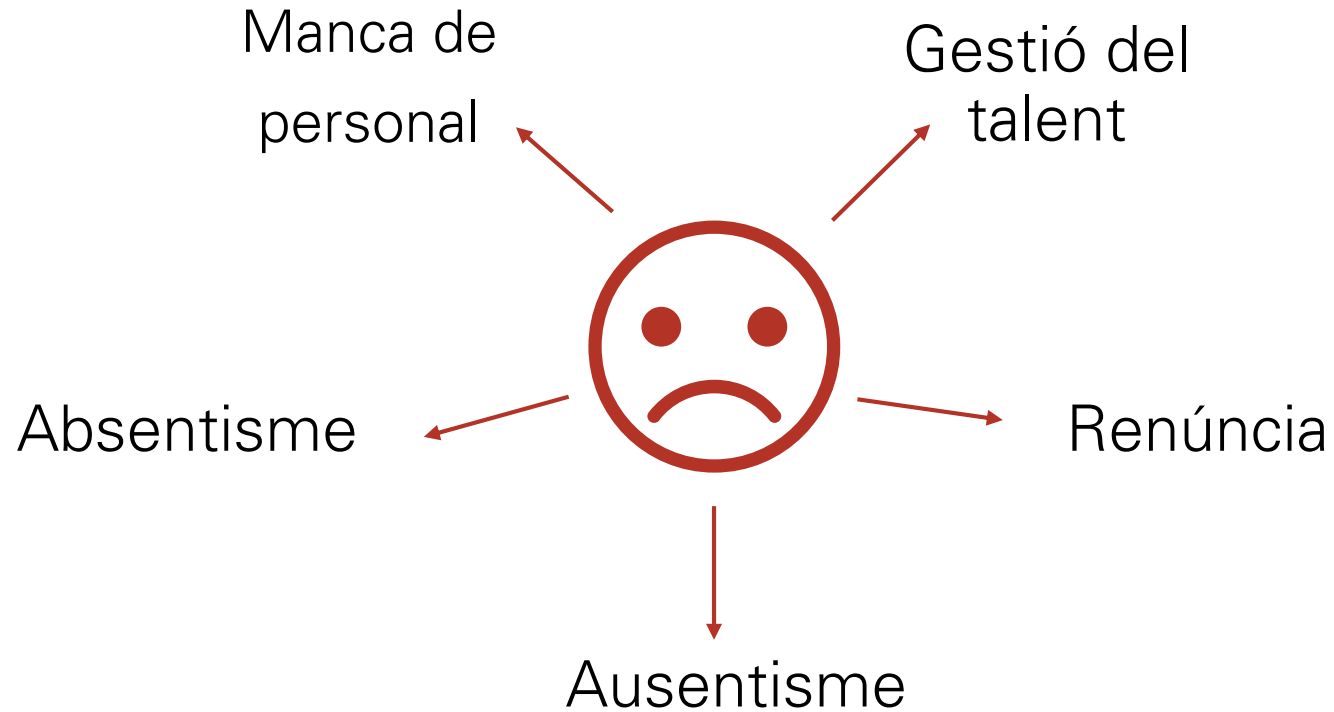 Manca de
personal
Gestió del
talent
Absentisme
Renúncia
Ausentisme